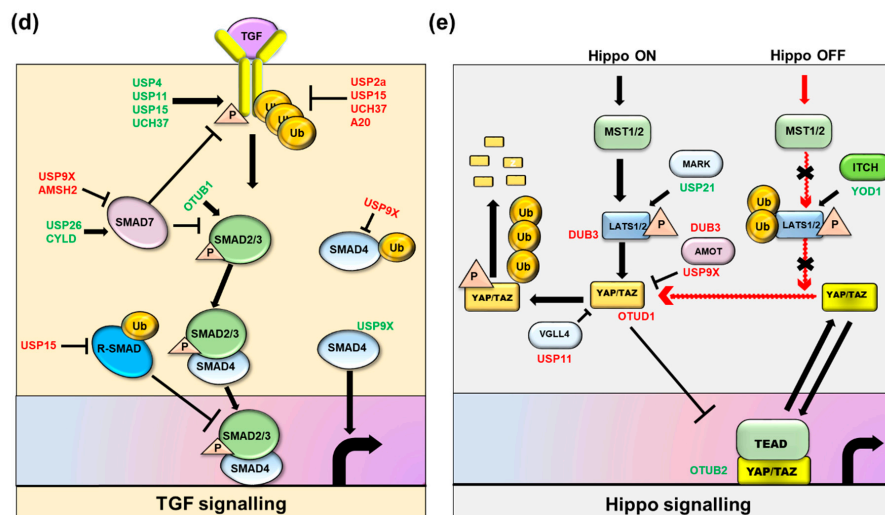 (d)
TGF
USP4
USP11
USP15
UCH37
P
Ub
Ub
Ub
USP2a
USP15
UCH37
A20
USP9X
AMSH2
USP26
CYLD
SMAD7
OTUB1
SMAD2/3
P
USP9X
SMAD4
Ub
USP15
Ub
R-SMAD
SMAD2/3
P
SMAD4
USP9X
SMAD4
SMAD2/3
P
SMAD4
TGF signalling
(e)
Hippo ON
Hippo OFF
MST1/2
MST1/2
MARK
USP21
ITCH
YOD1
Ub
Ub
DUB3
LATS1/2
P
LATS1/2
P
DUB3
AMOT
USP9X
Ub
Ub
Ub
P
YAP/TAZ
YAP/TAZ
OTUD1
YAP/TAZ
VGLL4
USP11
TEAD
OTUB2
YAP/TAZ
Hippo signalling